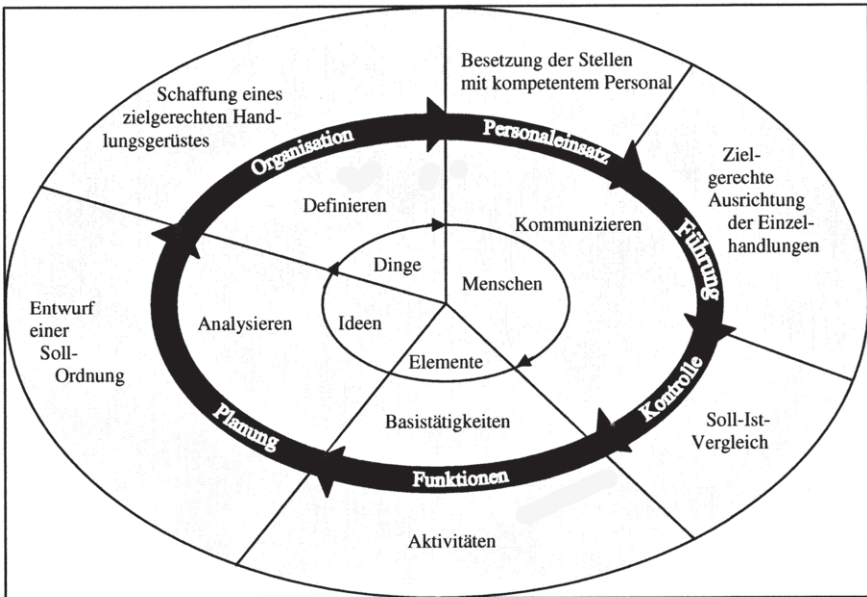 Besetzung der Stellen
mit kompetentem Personal
Schaffung eines
zielgerechten Hand-
lungsgerüstes
Organisation
Personaleinsatz
Ziel-
gerechte
Ausrichtung
der Einzel-
handlungen
Führung
Definieren
Kommunizieren
Dinge
Menschen
Entwurf
einer
Soll-
Ordnung
Analysieren
Ideen
Elemente
Kontrolle
Planung
Basistätigkeiten
Soll-Ist-
Vergleich
Funktionen
Aktivitäten